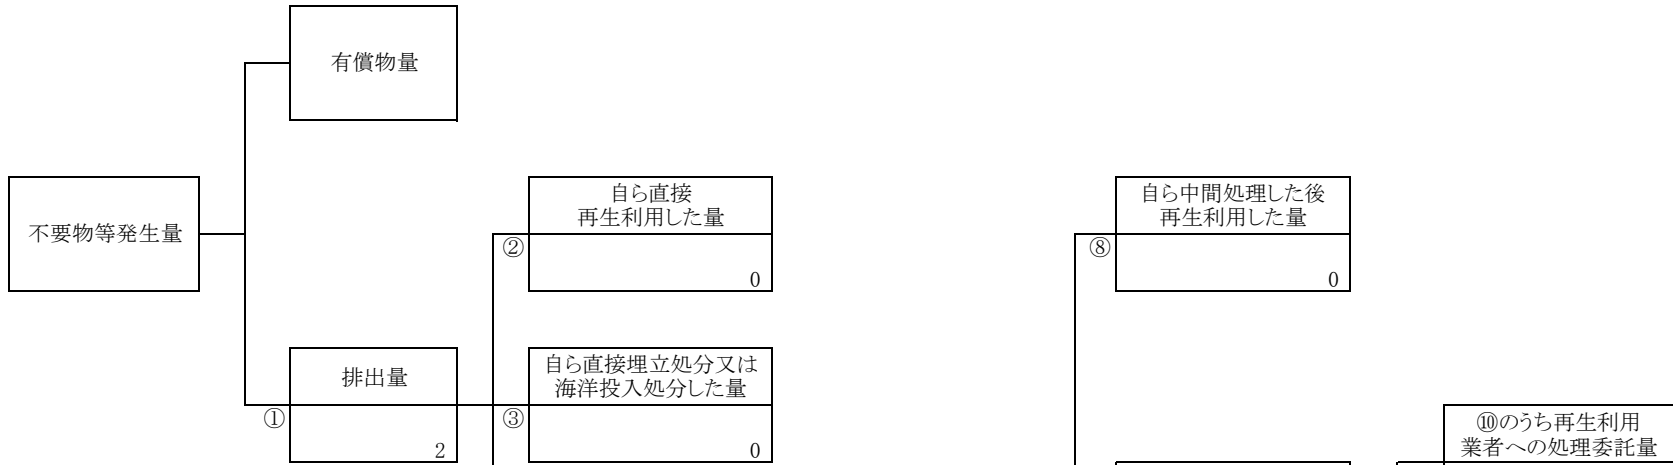 有償物量
不要物等発生量
自ら直接
再生利用した量
②
0
自ら中間処理した後
再生利用した量
⑧
0
排出量
①
2
自ら直接埋立処分又は
海洋投入処分した量
③
0
⑩のうち再生利用
業者への処理委託量